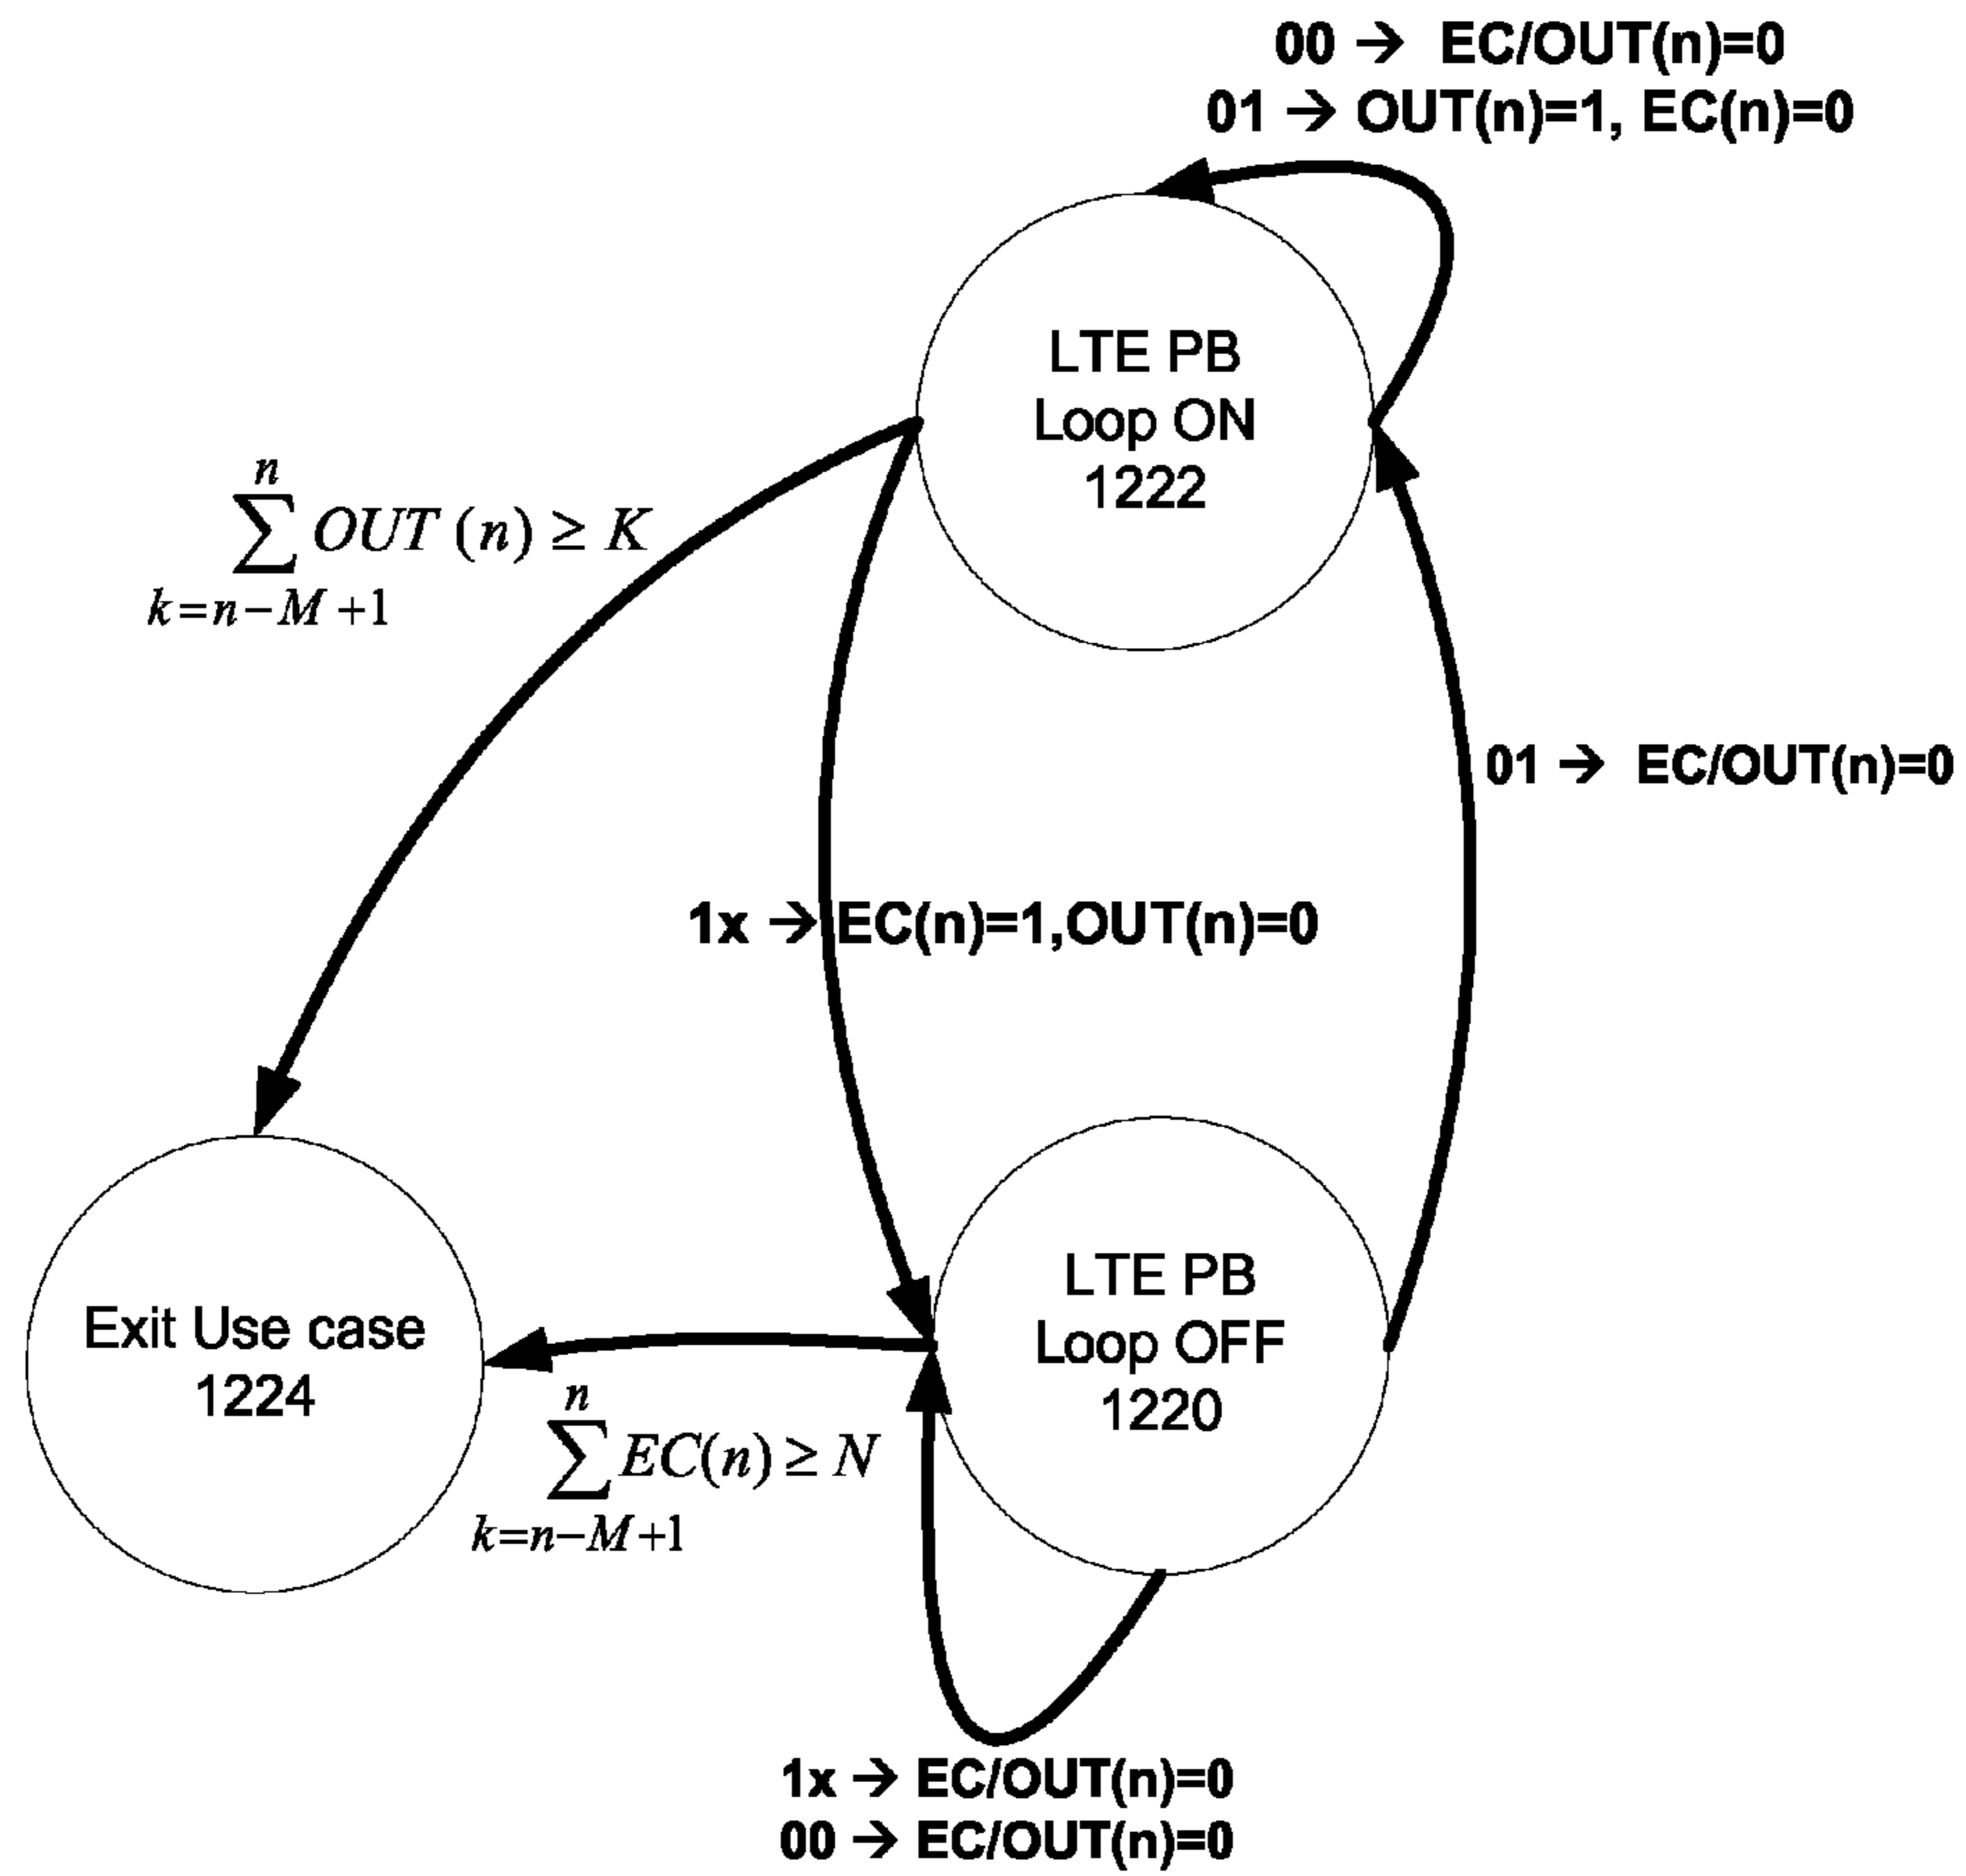 00 → EC/OUT(n)=0
01 → OUT(n)=1, EC(n)=0
LTE PB
Loop ON
1222
n
∑ OUT (n) ≥ K
k=n−M+1
01 → EC/OUT(n)=0
1x → EC(n)=1,OUT(n)=0
LTE PB
Loop OFF
1220
Exit Use case
1224
n
∑ EC(n) ≥ N
k=n−M+1
1x → EC/OUT(n)=0
00 → EC/OUT(n)=0